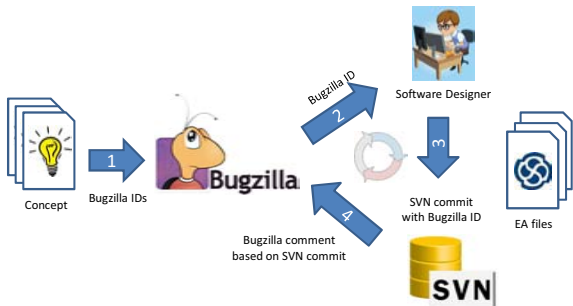 Concept
1
Bugzilla IDs
Bugzilla
Bugzilla ID
2
Software Designer
3
SVN commit
with Bugzilla ID
EA files
4
Bugzilla comment
based on SVN commit
SVN